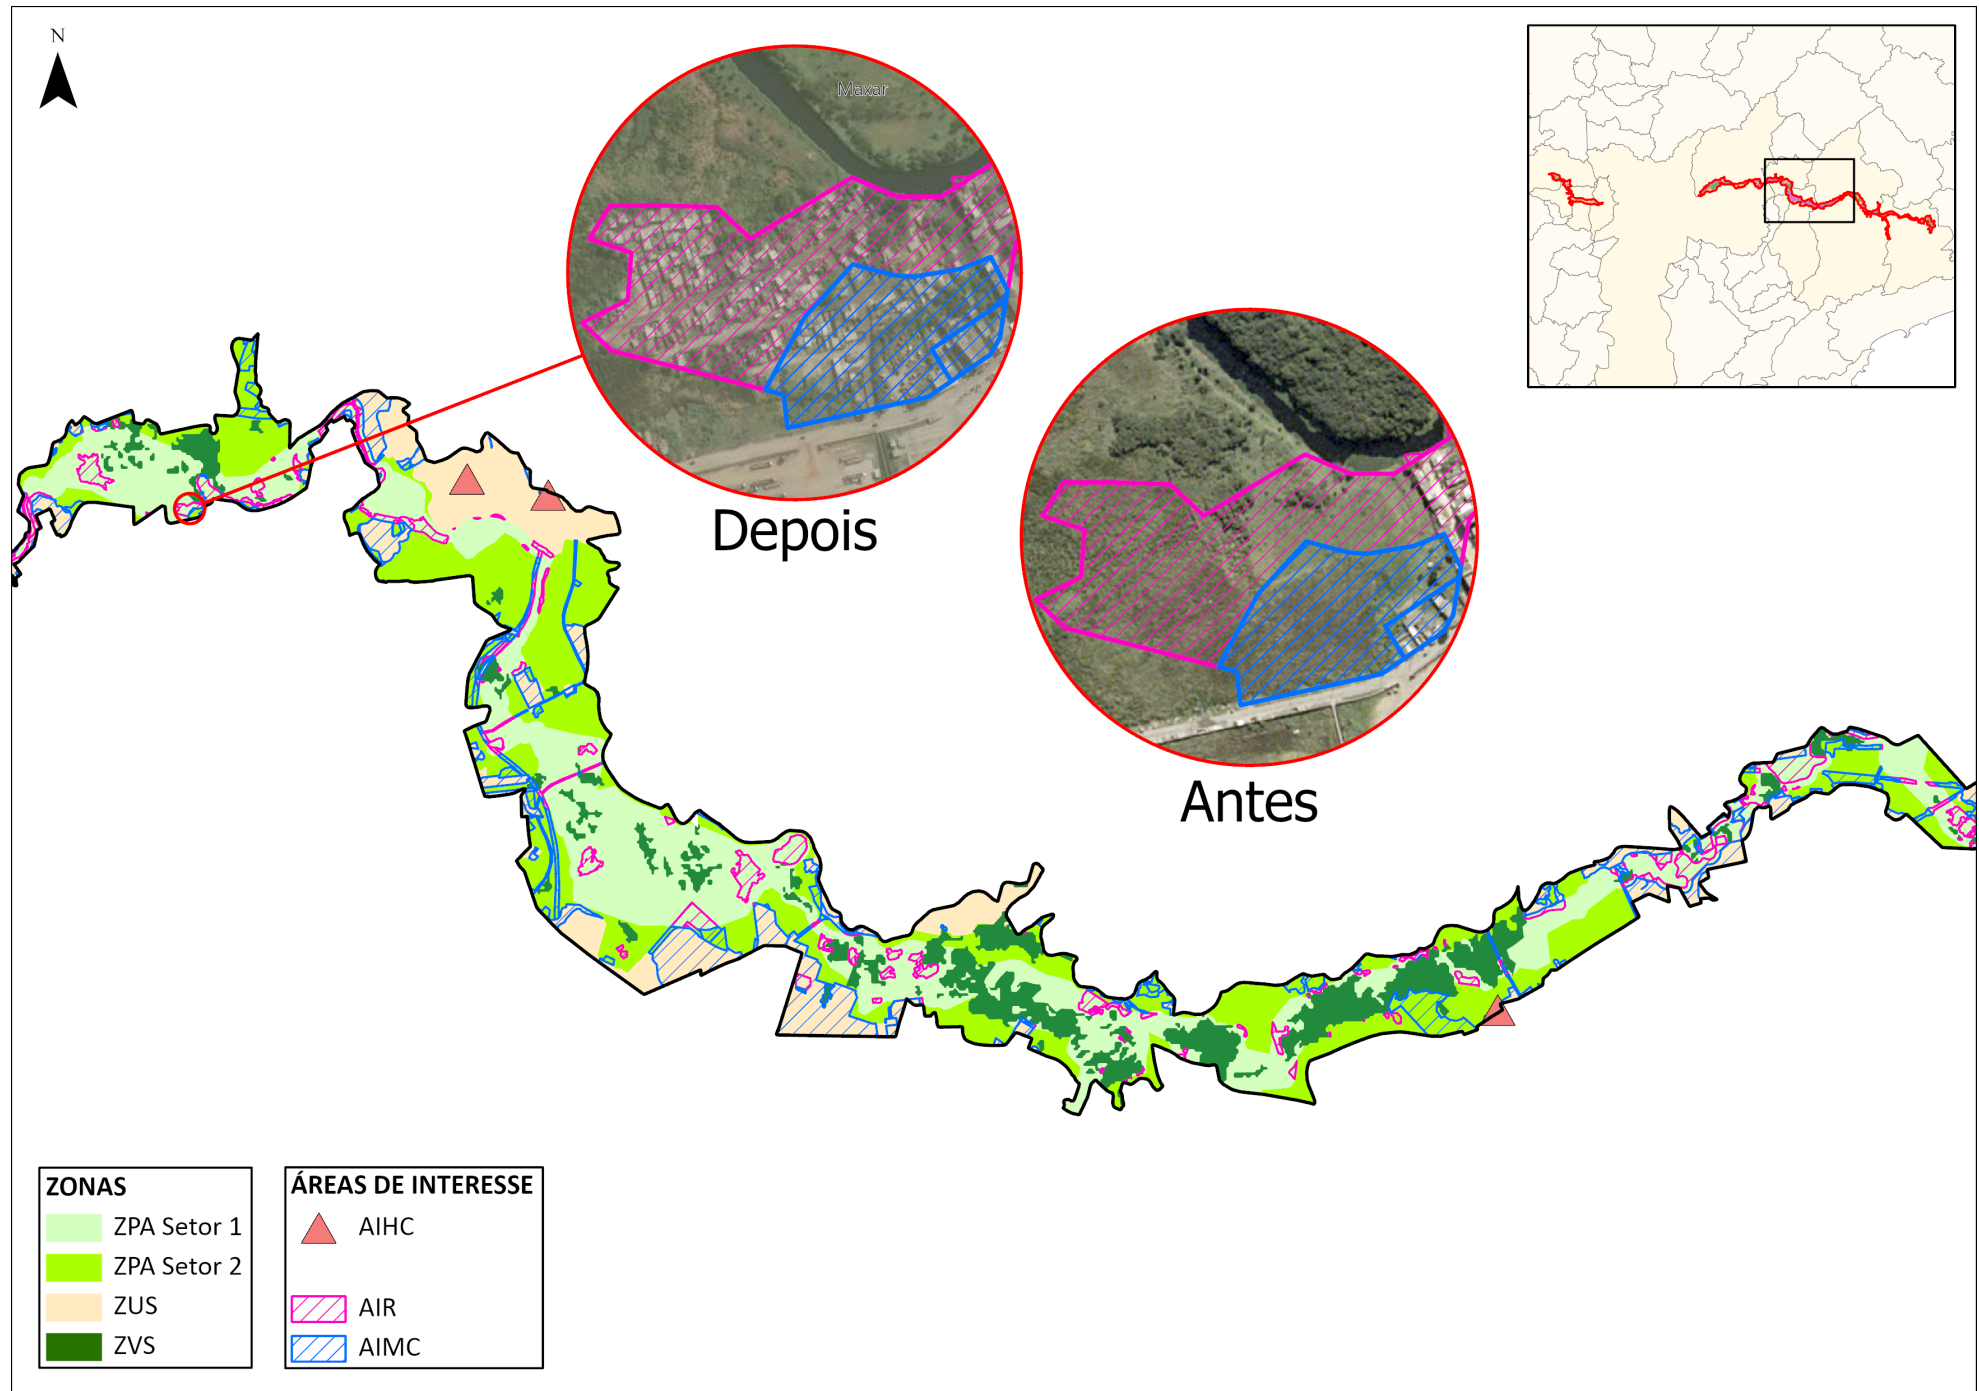 N
Maxar
Depois
Antes
ZONAS
ZPA Setor 1
ZPA Setor 2
ZUS
ZVS
ÁREAS DE INTERESSE
AIHC
AIR
AIMC